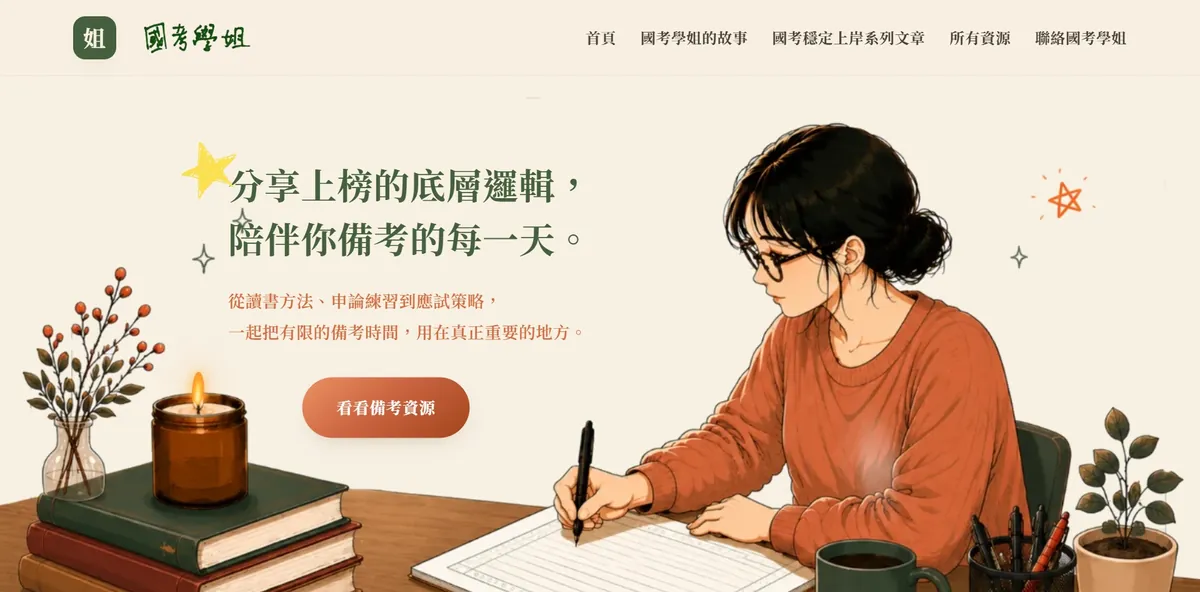 姐
國考學姐
首頁
國考學姐的故事
國考穩定上岸系列文章
所有資源
聯絡國考學姐
分享上榜的底層邏輯，
陪伴你備考的每一天。
從讀書方法、申論練習到應試策略，
一起把有限的備考時間，用在真正重要的地方。
看看備考資源